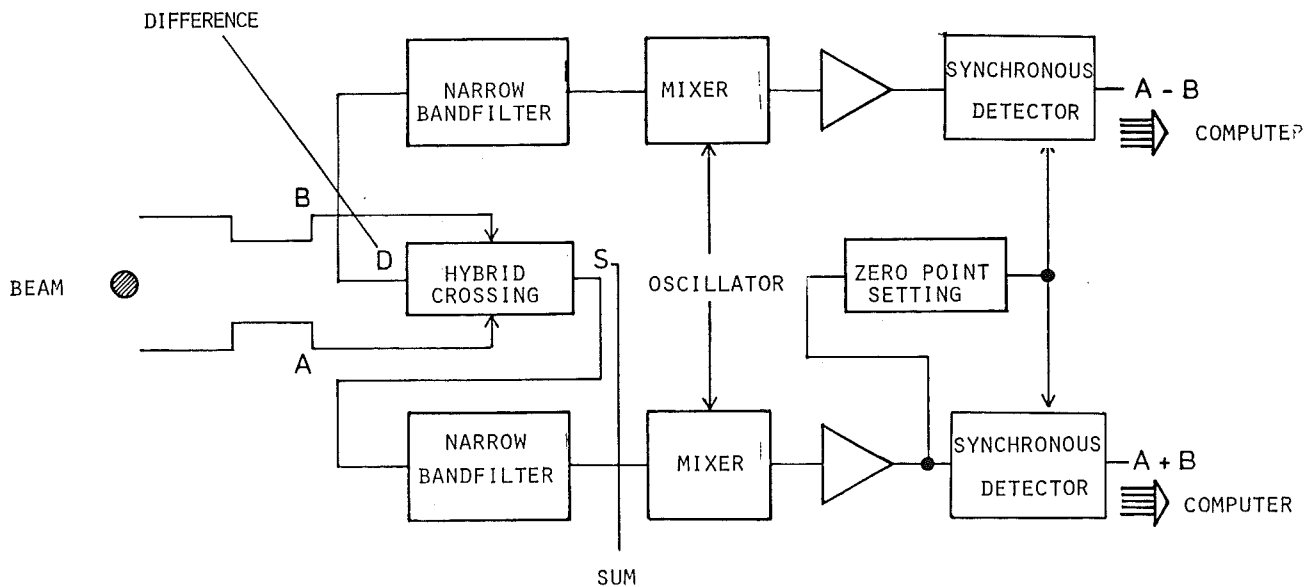 DIFFERENCE
NARROW
BANDFILTER
MIXER
SYNCHRONOUS
DETECTOR
A - B
COMPUTER
B
D
HYBRID
CROSSING
S
BEAM
A
OSCILLATOR
ZERO POINT
SETTING
NARROW
BANDFILTER
MIXER
SYNCHRONOUS
DETECTOR
A + B
COMPUTER
SUM